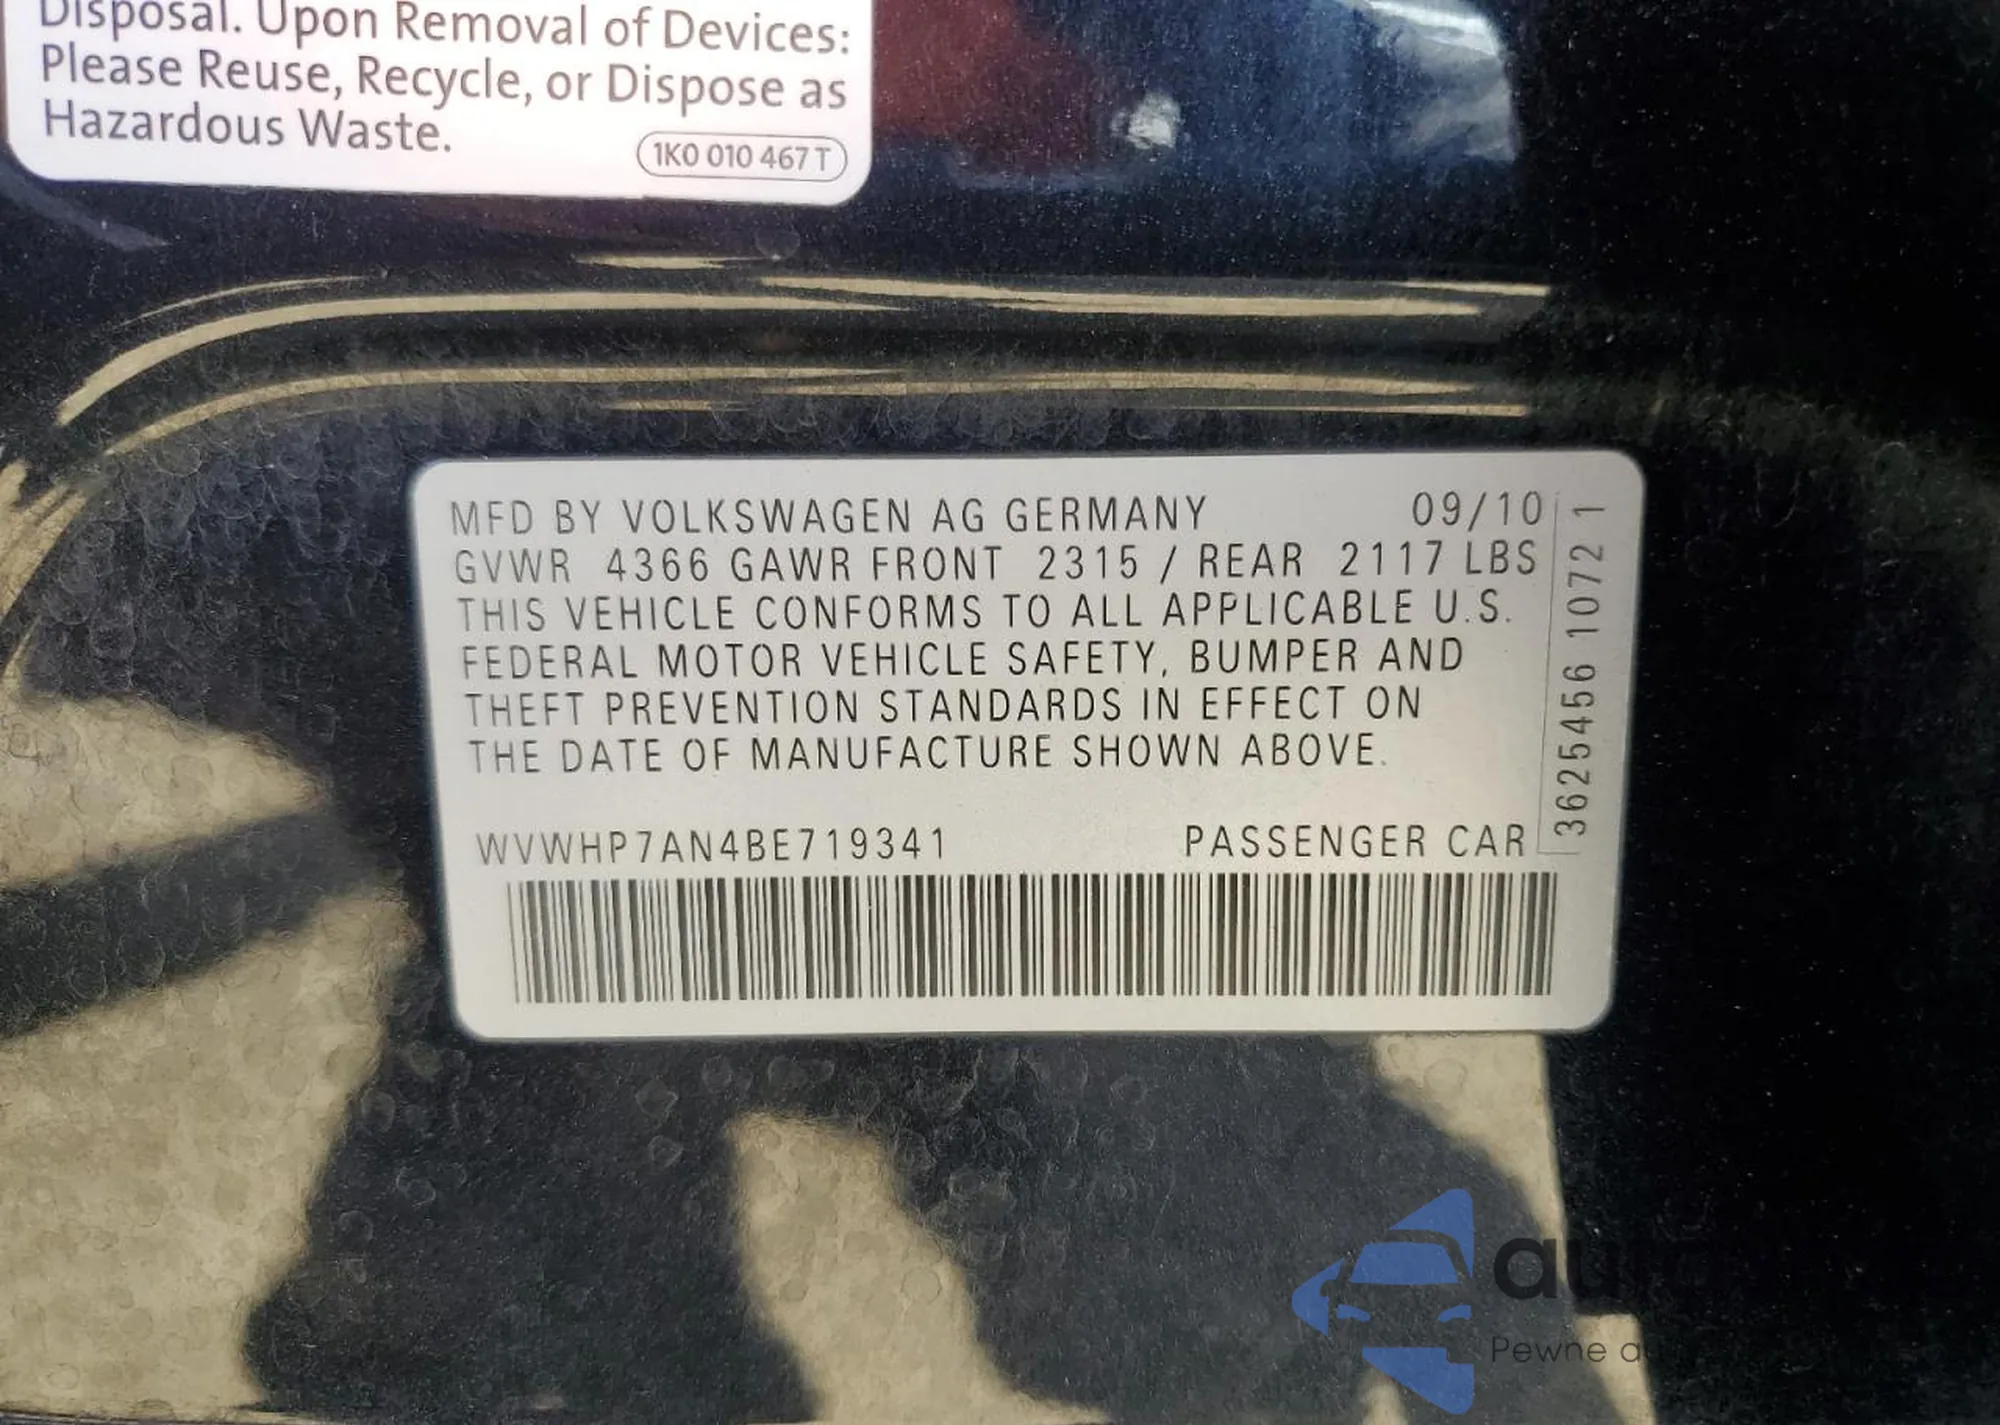 Disposal. Upon Removal of Devices:
Please Reuse, Recycle, or Dispose as
Hazardous Waste.
1K0 010 467 T
MFD BY VOLKSWAGEN AG GERMANY 09/10
GVWR 4366 GAWR FRONT 2315 / REAR 2117 LBS
THIS VEHICLE CONFORMS TO ALL APPLICABLE U.S.
FEDERAL MOTOR VEHICLE SAFETY, BUMPER AND
THEFT PREVENTION STANDARDS IN EFFECT ON
THE DATE OF MANUFACTURE SHOWN ABOVE.
WVWHP7AN4BE719341 PASSENGER CAR
3625456 1072 1
Pewne